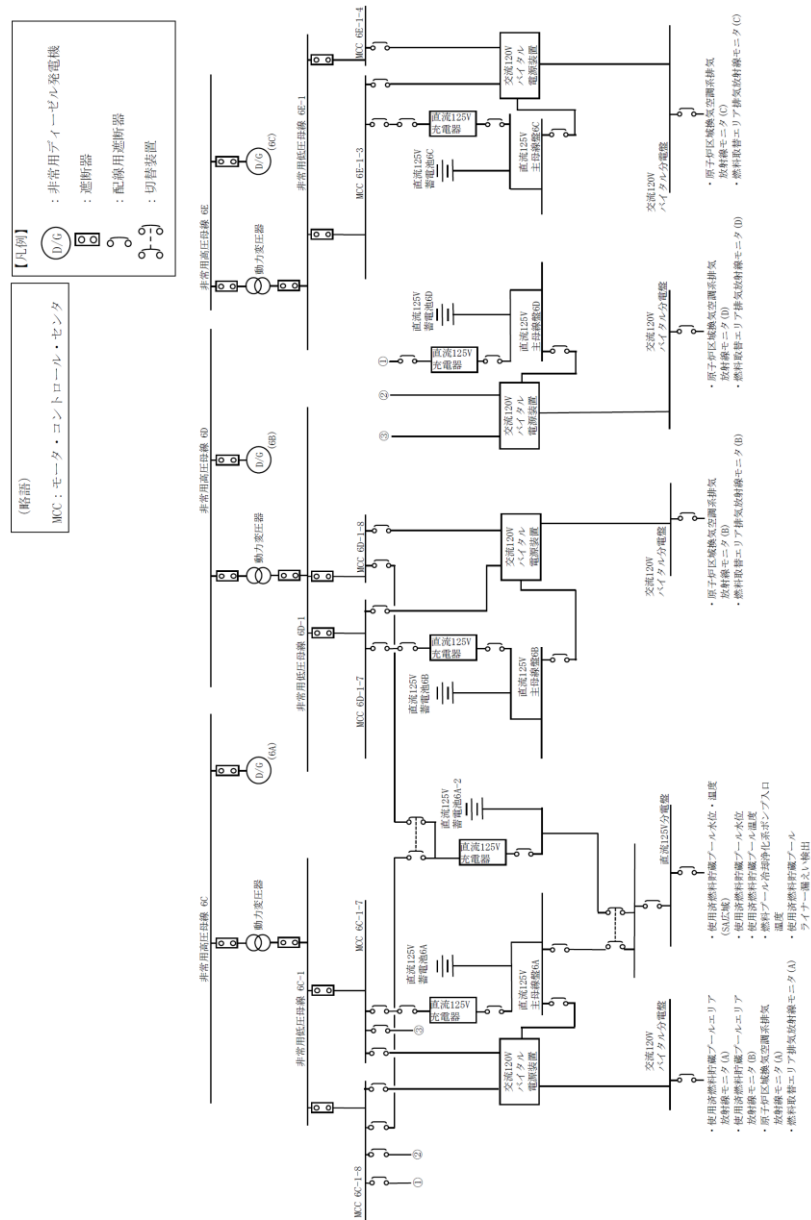 (略語)
MCC：モータ・コントロール・センタ
【凡例】
D/G
：非常用ディーゼル発電機
：遮断器
：配線用遮断器
：切替装置
非常用高圧母線 6C
D/G
(6A)
動力変圧器
非常用低圧母線 6C-1
MCC 6C-1-8
MCC 6C-1-7
①
②
③
直流125V
充電器
直流125V
蓄電池6A
直流125V
主母線盤6A
交流120V
バイタル
電源装置
交流120V
バイタル分電盤
・使用済燃料貯蔵プールエリア
放射線モニタ(A)
・使用済燃料貯蔵プールエリア
放射線モニタ(B)
・原子炉区域換気空調系排気
放射線モニタ(A)
・燃料取替エリア排気放射線モニタ(A)
直流125V
蓄電池6A-2
直流125V
充電器
直流125V分電盤
・使用済燃料貯蔵プール水位・温度
(SA広域)
・使用済燃料貯蔵プール水位
・使用済燃料貯蔵プール温度
・燃料プール冷却浄化系ポンプ入口
温度
・使用済燃料貯蔵プール
ライナー漏えい検出
非常用高圧母線 6D
D/G
(6B)
動力変圧器
非常用低圧母線 6D-1
MCC 6D-1-7
MCC 6D-1-8
直流125V
充電器
直流125V
蓄電池6B
直流125V
主母線盤6B
交流120V
バイタル
電源装置
交流120V
バイタル分電盤
・原子炉区域換気空調系排気
放射線モニタ(B)
・燃料取替エリア排気放射線モニタ(B)
③
②
①
直流125V
充電器
直流125V
蓄電池6D
直流125V
主母線盤6D
交流120V
バイタル
電源装置
交流120V
バイタル分電盤
・原子炉区域換気空調系排気
放射線モニタ(D)
・燃料取替エリア排気放射線モニタ(D)
非常用高圧母線 6E
D/G
(6C)
動力変圧器
非常用低圧母線 6E-1
MCC 6E-1-3
MCC 6E-1-4
直流125V
充電器
直流125V
蓄電池6C
直流125V
主母線盤6C
交流120V
バイタル
電源装置
交流120V
バイタル分電盤
・原子炉区域換気空調系排気
放射線モニタ(C)
・燃料取替エリア排気放射線モニタ(C)